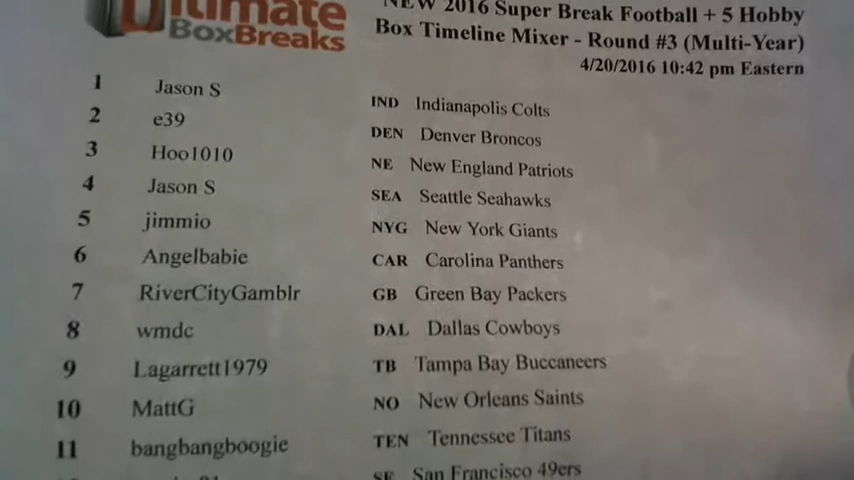 Ultimate
BoxBreaks
NEW 2016 Super Break Football + 5 Hobby
Box Timeline Mixer - Round #3 (Multi-Year)
4/20/2016 10:42 pm Eastern
1 Jason S IND Indianapolis Colts
2 e39 DEN Denver Broncos
3 Hoo1010 NE New England Patriots
4 Jason S SEA Seattle Seahawks
5 jimmio NYG New York Giants
6 Angelbabie CAR Carolina Panthers
7 RiverCityGamblr GB Green Bay Packers
8 wmdc DAL Dallas Cowboys
9 Lagarrett1979 TB Tampa Bay Buccaneers
10 MattG NO New Orleans Saints
11 bangbangboogie TEN Tennessee Titans
SF San Francisco 49ers